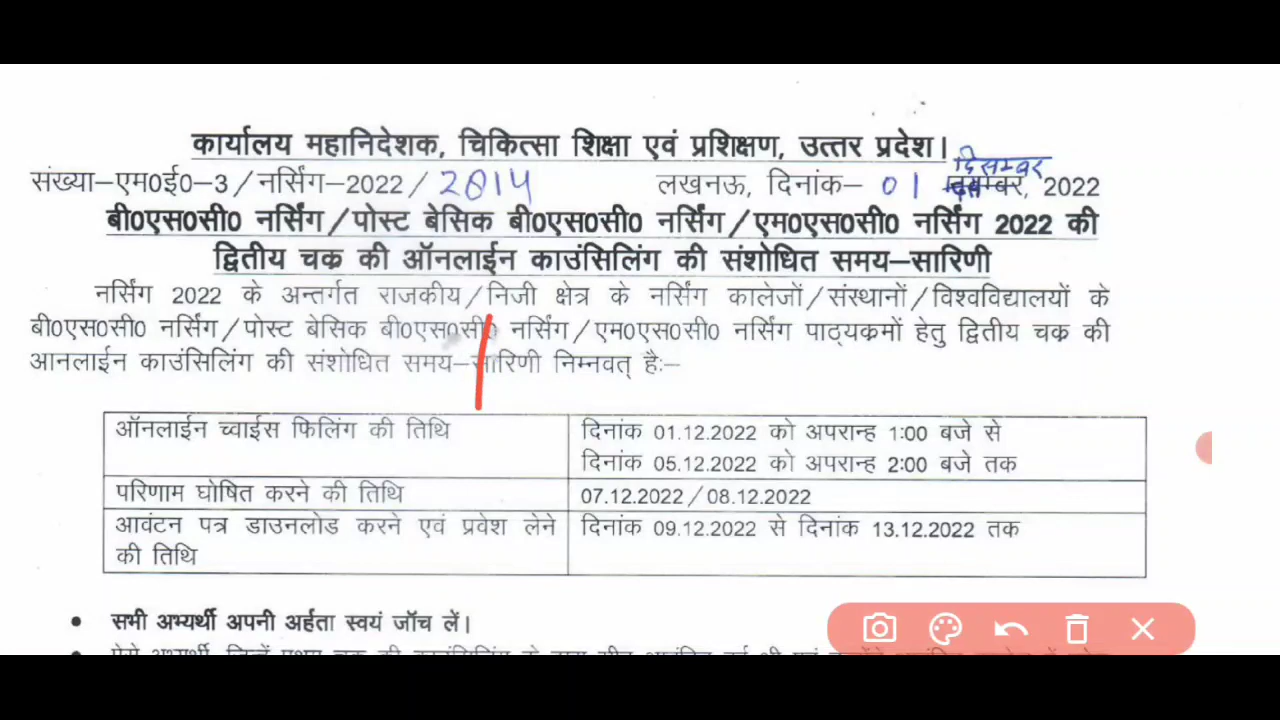 कार्यालय महानिदेशक, चिकित्सा शिक्षा एवं प्रशिक्षण, उत्तर प्रदेश।
दिसम्बर
संख्या–एम0ई0–3/नर्सिंग–2022/2814 लखनऊ, दिनांक– 01 नवम्बर, 2022
बी0एस0सी0 नर्सिंग/पोस्ट बेसिक बी0एस0सी0 नर्सिंग/एम0एस0सी0 नर्सिंग 2022 की
द्वितीय चक्र की ऑनलाईन काउंसिलिंग की संशोधित समय–सारिणी
नर्सिंग 2022 के अन्तर्गत राजकीय/निजी क्षेत्र के नर्सिंग कालेजों/संस्थानों/विश्वविद्यालयों के
बी0एस0सी0 नर्सिंग/पोस्ट बेसिक बी0एस0सी0 नर्सिंग/एम0एस0सी0 नर्सिंग पाठ्यक्रमों हेतु द्वितीय चक्र की
आनलाईन काउंसिलिंग की संशोधित समय–सारिणी निम्नवत् है:–
ऑनलाईन च्वाईस फिलिंग की तिथि
दिनांक 01.12.2022 को अपरान्ह 1:00 बजे से
दिनांक 05.12.2022 को अपरान्ह 2:00 बजे तक
परिणाम घोषित करने की तिथि
07.12.2022/08.12.2022
आवंटन पत्र डाउनलोड करने एवं प्रवेश लेने
की तिथि
दिनांक 09.12.2022 से दिनांक 13.12.2022 तक
• सभी अभ्यर्थी अपनी अर्हता स्वयं जॉच लें।